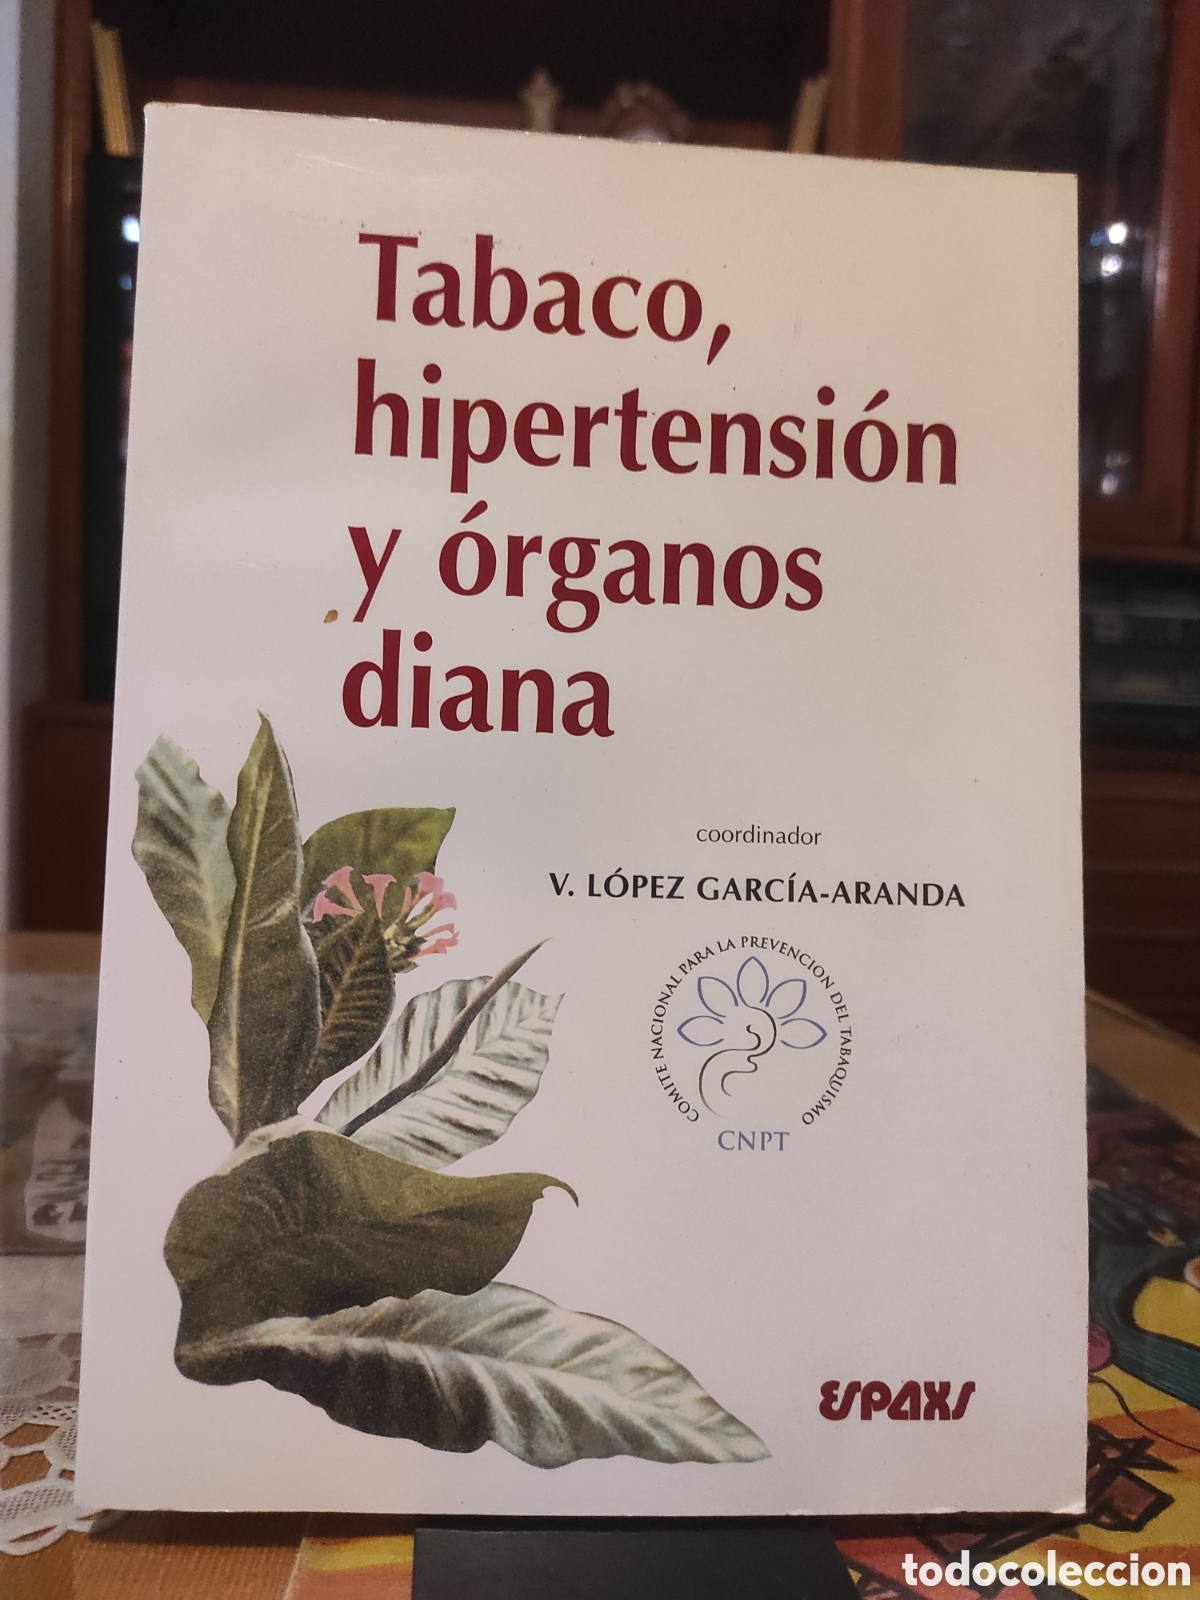 Tabaco,
hipertensión
y órganos
diana
coordinador
V. LÓPEZ GARCÍA-ARANDA
COMITE NACIONAL PARA LA PREVENCION DEL TABAQUISMO
CNPT
ESPAXS
todocoleccion